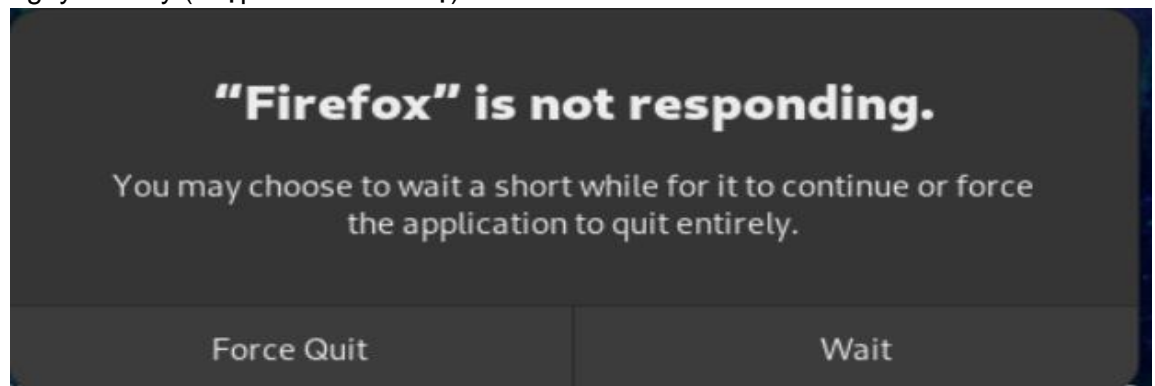 “Firefox” is not responding.
You may choose to wait a short while for it to continue or force
the application to quit entirely.
Force Quit
Wait